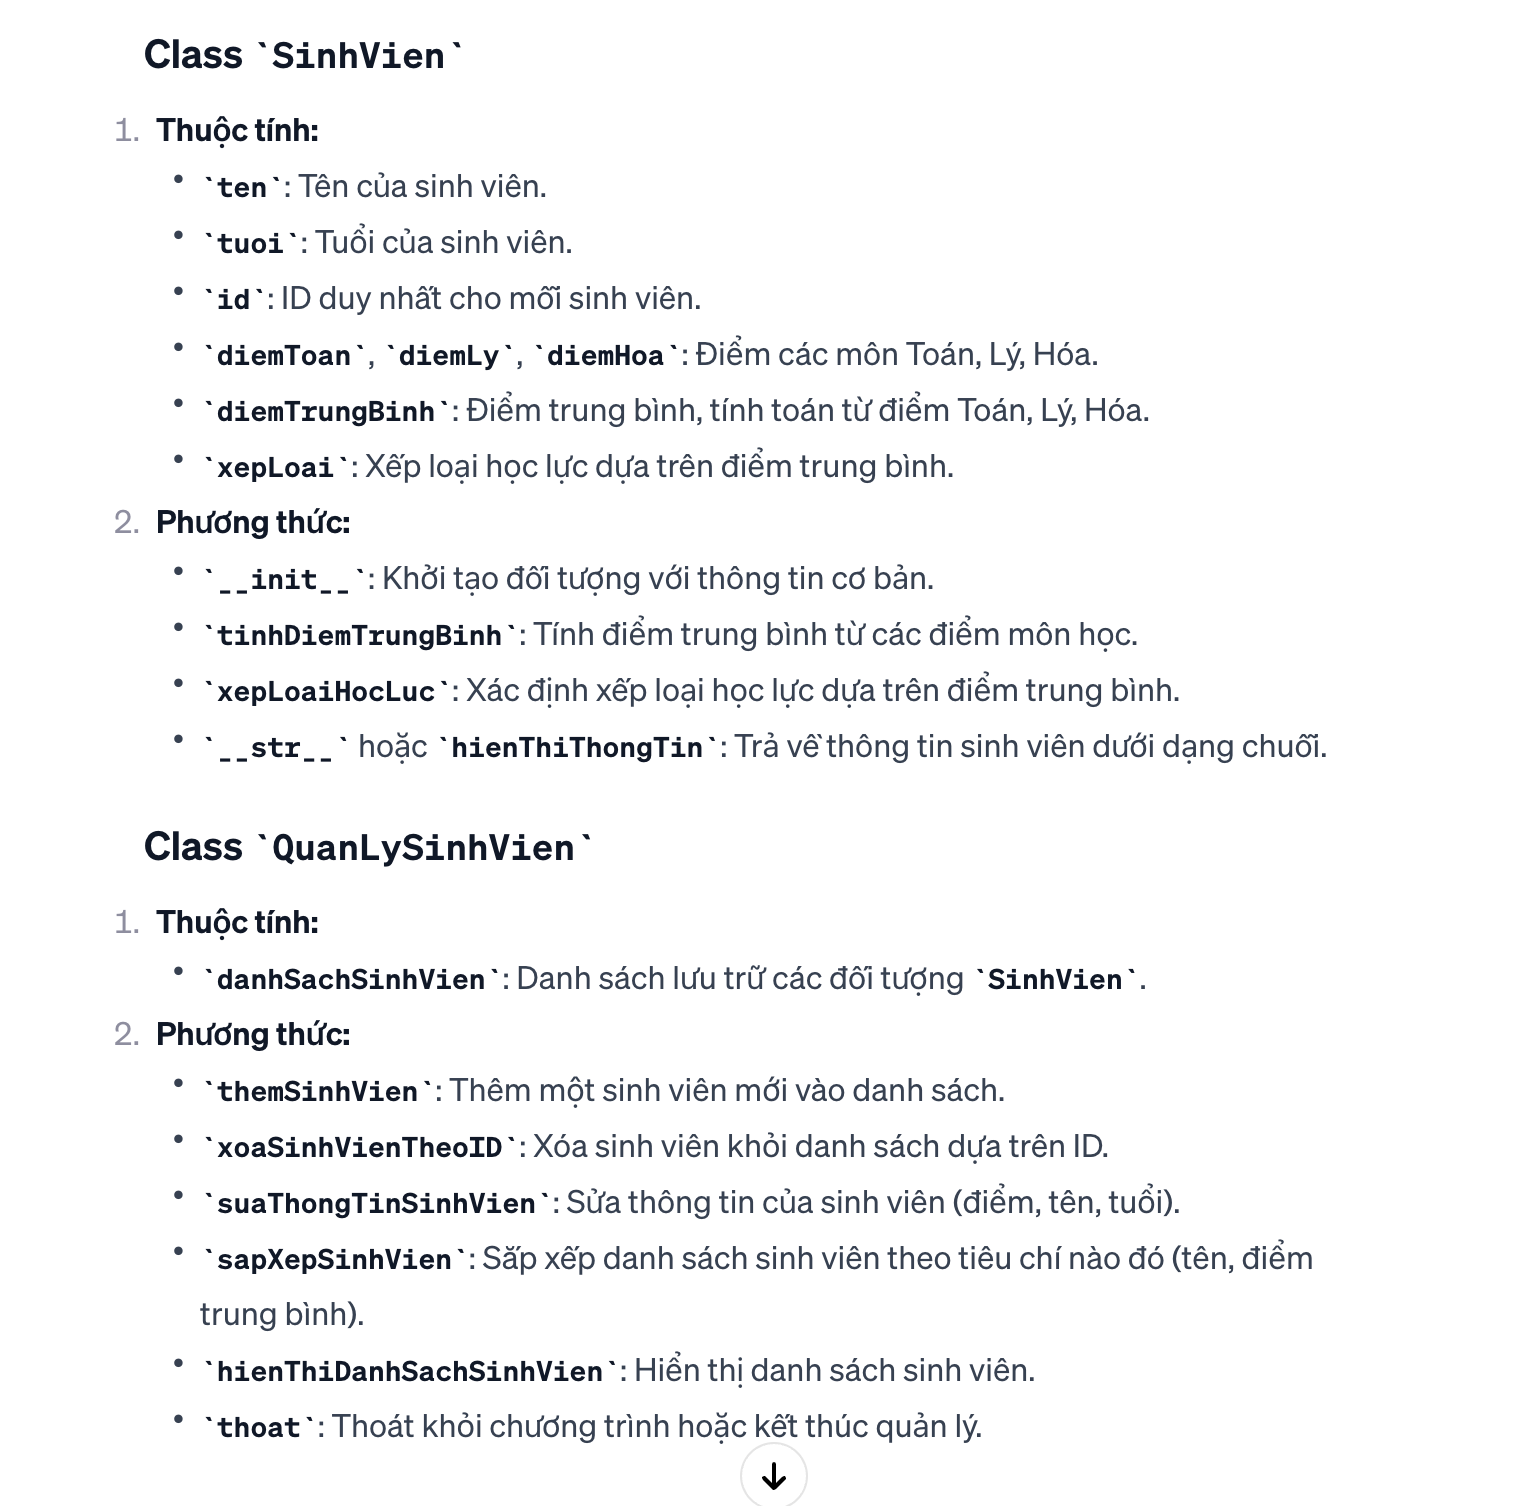 Class `SinhVien`
1. Thuộc tính:
• `ten`: Tên của sinh viên.
• `tuoi`: Tuổi của sinh viên.
• `id`: ID duy nhất cho mỗi sinh viên.
• `diemToan`, `diemLy`, `diemHoa`: Điểm các môn Toán, Lý, Hóa.
• `diemTrungBinh`: Điểm trung bình, tính toán từ điểm Toán, Lý, Hóa.
• `xepLoai`: Xếp loại học lực dựa trên điểm trung bình.
2. Phương thức:
• `__init__`: Khởi tạo đối tượng với thông tin cơ bản.
• `tinhDiemTrungBinh`: Tính điểm trung bình từ các điểm môn học.
• `xepLoaiHocLuc`: Xác định xếp loại học lực dựa trên điểm trung bình.
• `__str__` hoặc `hienThiThongTin`: Trả về thông tin sinh viên dưới dạng chuỗi.
Class `QuanLySinhVien`
1. Thuộc tính:
• `danhSachSinhVien`: Danh sách lưu trữ các đối tượng `SinhVien`.
2. Phương thức:
• `themSinhVien`: Thêm một sinh viên mới vào danh sách.
• `xoaSinhVienTheoID`: Xóa sinh viên khỏi danh sách dựa trên ID.
• `suaThongTinSinhVien`: Sửa thông tin của sinh viên (điểm, tên, tuổi).
• `sapXepSinhVien`: Sắp xếp danh sách sinh viên theo tiêu chí nào đó (tên, điểm
trung bình).
• `hienThiDanhSachSinhVien`: Hiển thị danh sách sinh viên.
• `thoat`: Thoát khỏi chương trình hoặc kết thúc quản lý.